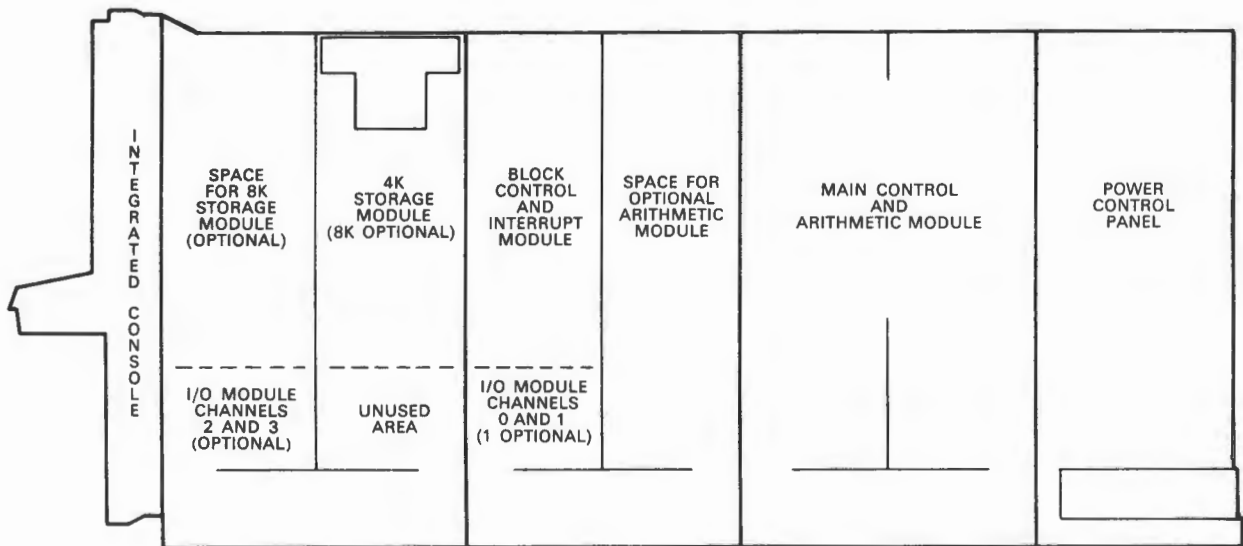 INTEGRATED CONSOLE
SPACE
FOR 8K
STORAGE
MODULE
(OPTIONAL)
4K
STORAGE
MODULE
(8K OPTIONAL)
BLOCK
CONTROL
AND
INTERRUPT
MODULE
SPACE FOR
OPTIONAL
ARITHMETIC
MODULE
MAIN CONTROL
AND
ARITHMETIC MODULE
POWER
CONTROL
PANEL
I/O MODULE
CHANNELS
2 AND 3
(OPTIONAL)
UNUSED
AREA
I/O MODULE
CHANNELS
0 AND 1
(1 OPTIONAL)